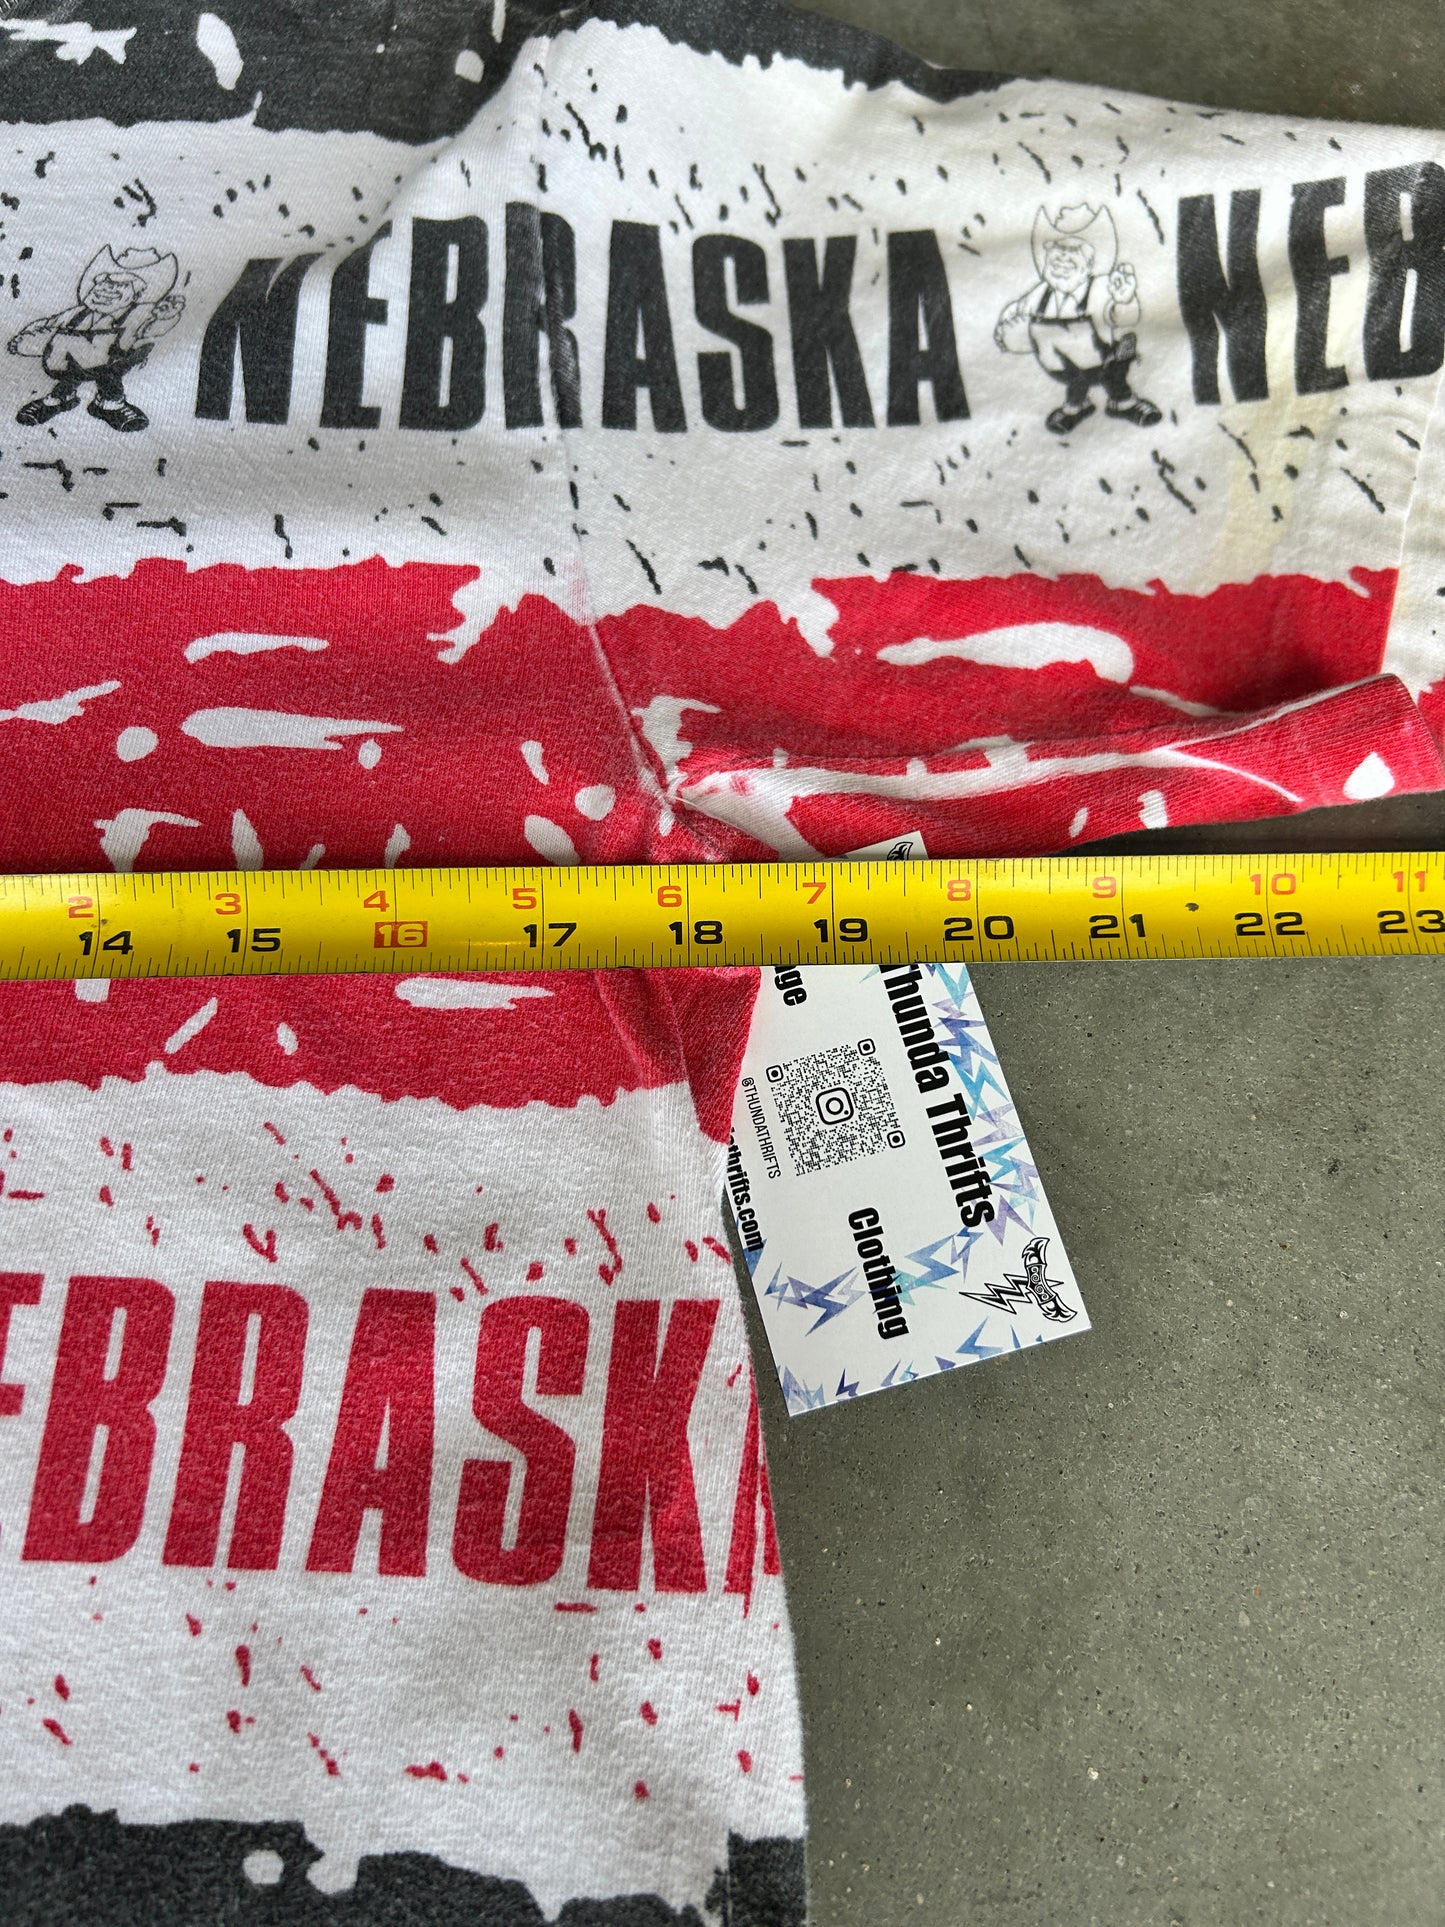 NEBRASKA
NEB
2 3 4 5 6 7 8 9 10 11
14 15 16 17 18 19 20 21 22 23
Thunda Thrifts
Clothing
@THUNDATHRIFTS
EBRASKA